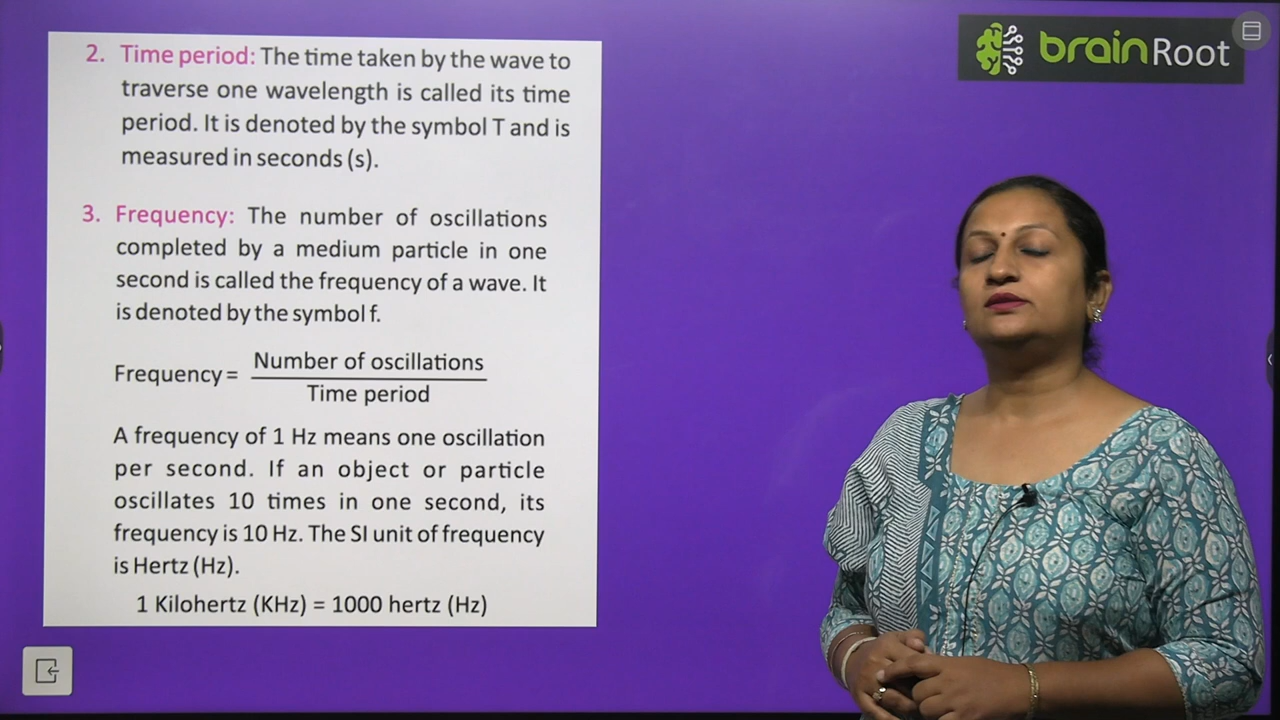 brainRoot
2. Time period: The time taken by the wave to
traverse one wavelength is called its time
period. It is denoted by the symbol T and is
measured in seconds (s).
3. Frequency: The number of oscillations
completed by a medium particle in one
second is called the frequency of a wave. It
is denoted by the symbol f.
Frequency = Number of oscillations
Time period
A frequency of 1 Hz means one oscillation
per second. If an object or particle
oscillates 10 times in one second, its
frequency is 10 Hz. The SI unit of frequency
is Hertz (Hz).
1 Kilohertz (KHz) = 1000 hertz (Hz)